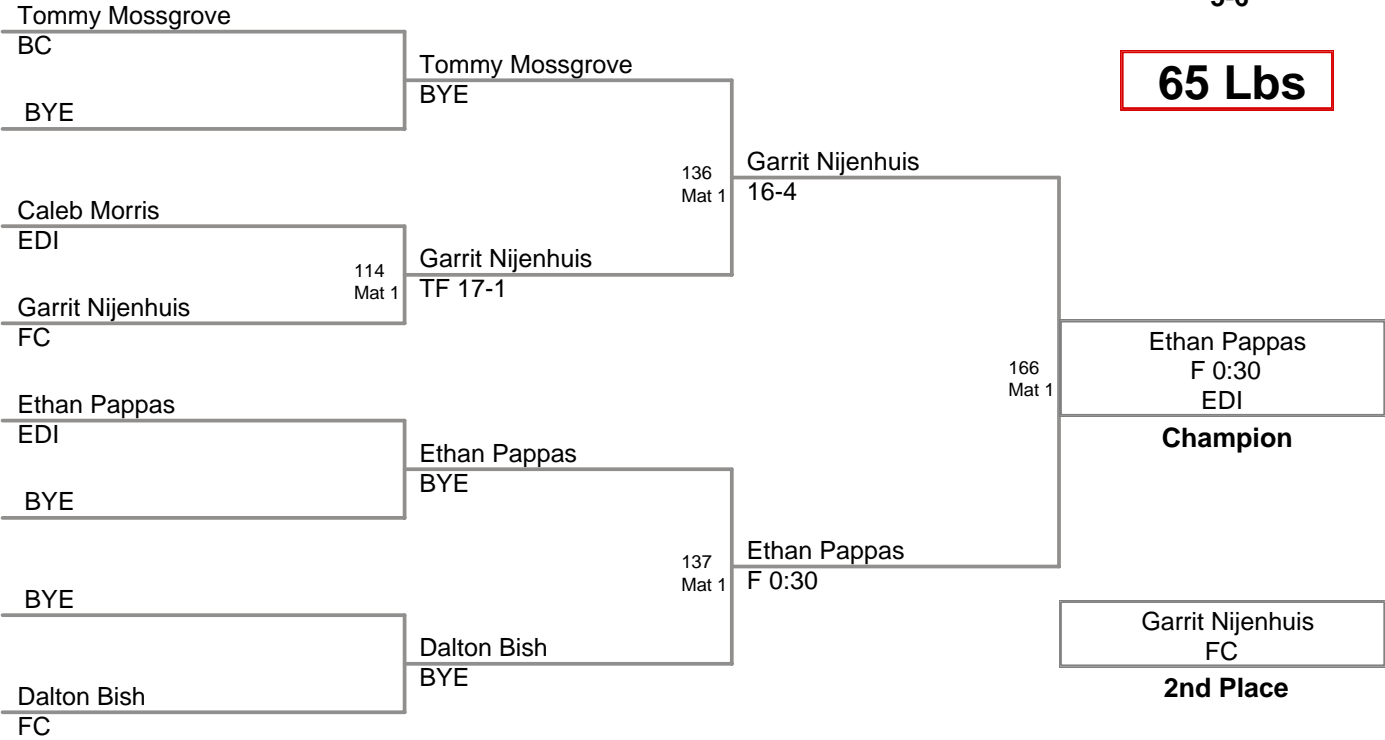 5-6
65 Lbs
Tommy Mossgrove
BC
BYE
Caleb Morris
EDI
Garrit Nijenhuis
FC
Ethan Pappas
EDI
BYE
BYE
Dalton Bish
FC
Tommy Mossgrove
BYE
114
Mat 1
Garrit Nijenhuis
TF 17-1
Ethan Pappas
BYE
Dalton Bish
BYE
136
Mat 1
Garrit Nijenhuis
16-4
137
Mat 1
Ethan Pappas
F 0:30
166
Mat 1
Ethan Pappas
F 0:30
EDI
Champion
Garrit Nijenhuis
FC
2nd Place